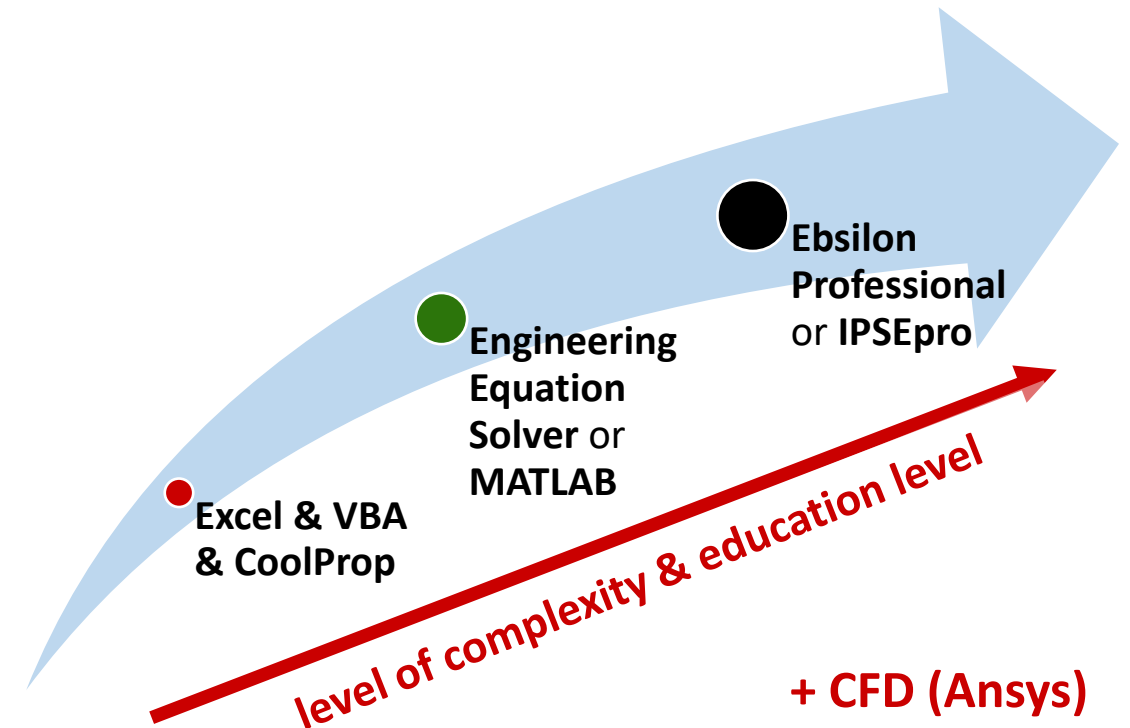 Ebsilon
Professional
or IPSEpro
Engineering
Equation
Solver or
MATLAB
Excel & VBA
& CoolProp
level of complexity & education level
+ CFD (Ansys)